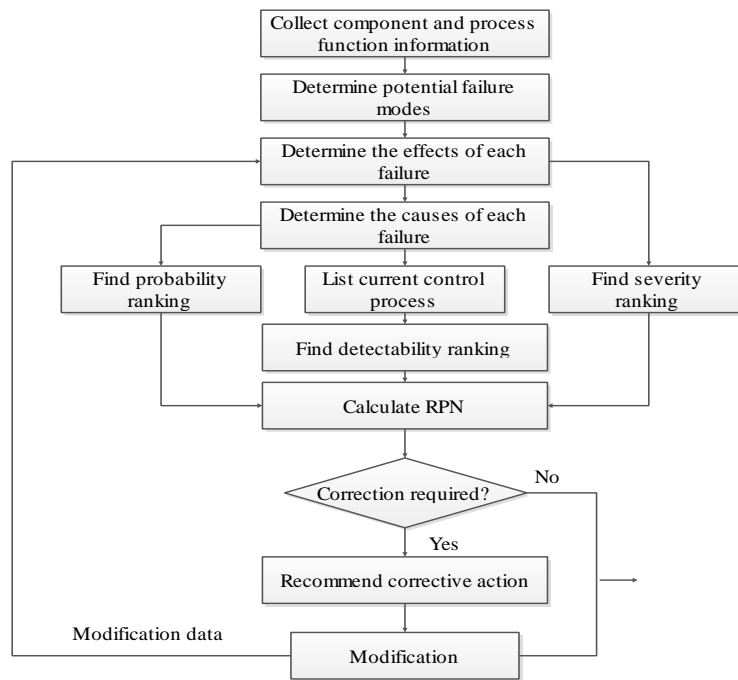 Collect component and process
function information
Determine potential failure
modes
Determine the effects of each
failure
Determine the causes of each
failure
Find probability
ranking
List current control
process
Find severity
ranking
Find detectability ranking
Calculate RPN
Correction required?
No
Yes
Recommend corrective action
Modification data
Modification